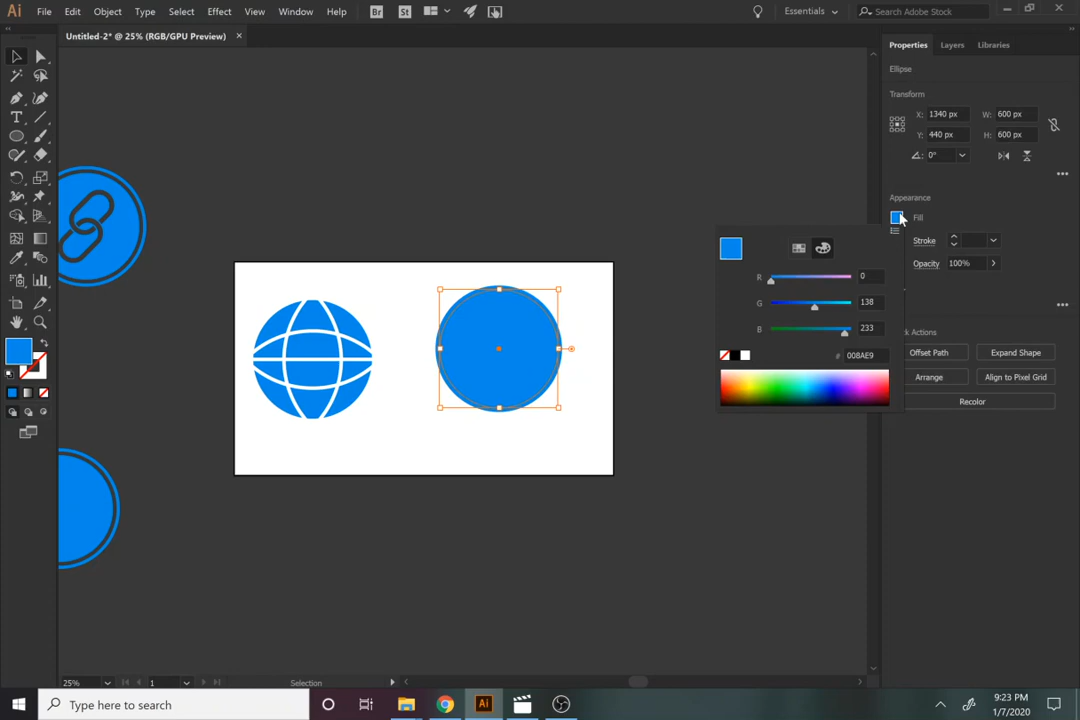 Ai File Edit Object Type Select Effect View Window Help Br St Essentials Search Adobe Stock
Untitled-2* @ 25% (RGB/GPU Preview) ×
Properties Layers Libraries
Ellipse
Transform
X: 1340 px W: 600 px
Y: 440 px H: 600 px
0°
Appearance
Fill
Stroke
Opacity 100%
R 0
G 138
B 233
# 008AE9
Actions
Offset Path Expand Shape
Arrange Align to Pixel Grid
Recolor
25% 1 Selection
Type here to search
Ai
9:23 PM
1/7/2020